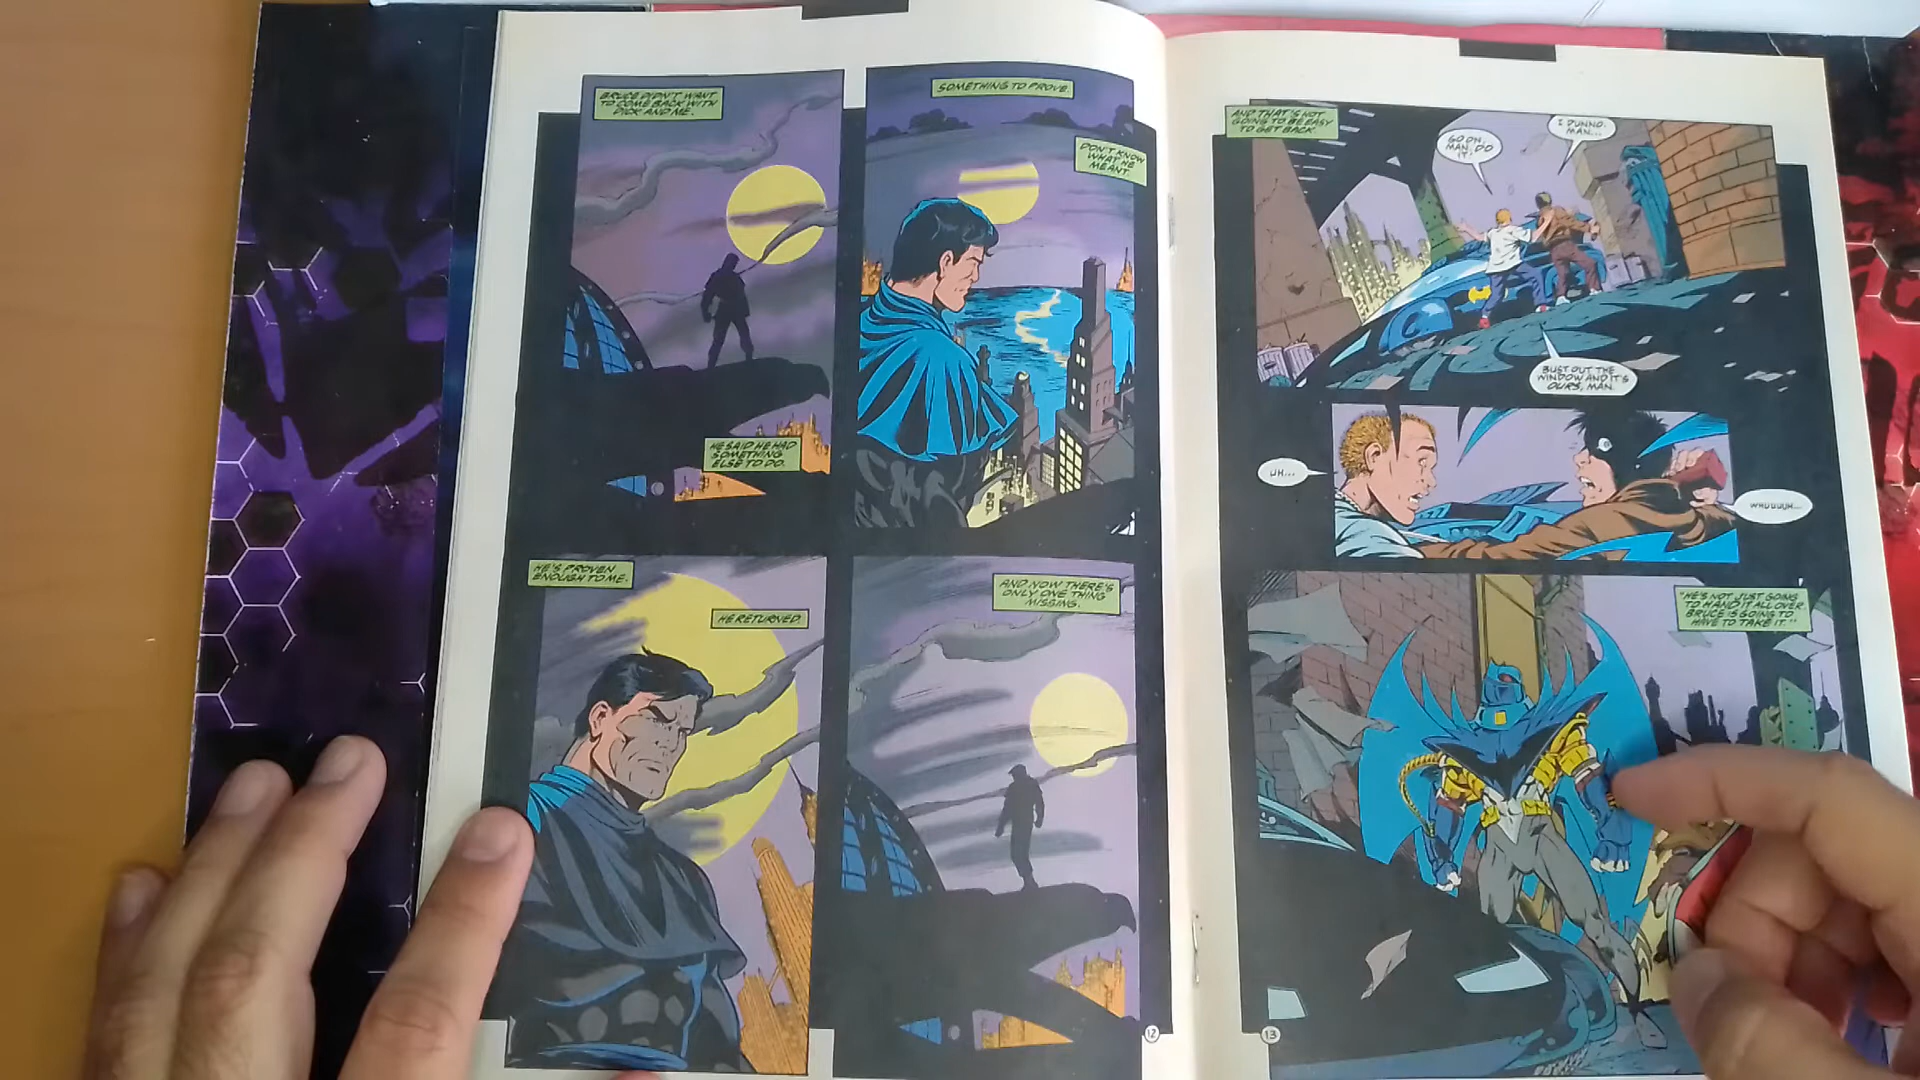 BRUCE DIDN'T WANT
TO COME BACK WITH
DICK AND ME.
HE SAID HE HAD
SOMETHING
ELSE TO DO.
SOMETHING TO PROVE.
DON'T KNOW
WHAT HE
MEANT.
HE'S PROVEN
ENOUGH TO ME.
HE RETURNED.
AND NOW THERE'S
ONLY ONE THING
MISSING.
12
AND THAT IS NOT
GOING TO BE EASY
TO GET BACK.
GO ON,
MAN, DO
IT!
I DUNNO,
MAN...
BUST OUT THE
WINDOW AND IT'S
OURS, MAN.
UH...
WHUUUUH...
"HE'S NOT JUST GOING
TO HAND IT ALL OVER.
BRUCE IS GOING TO
HAVE TO TAKE IT."
13